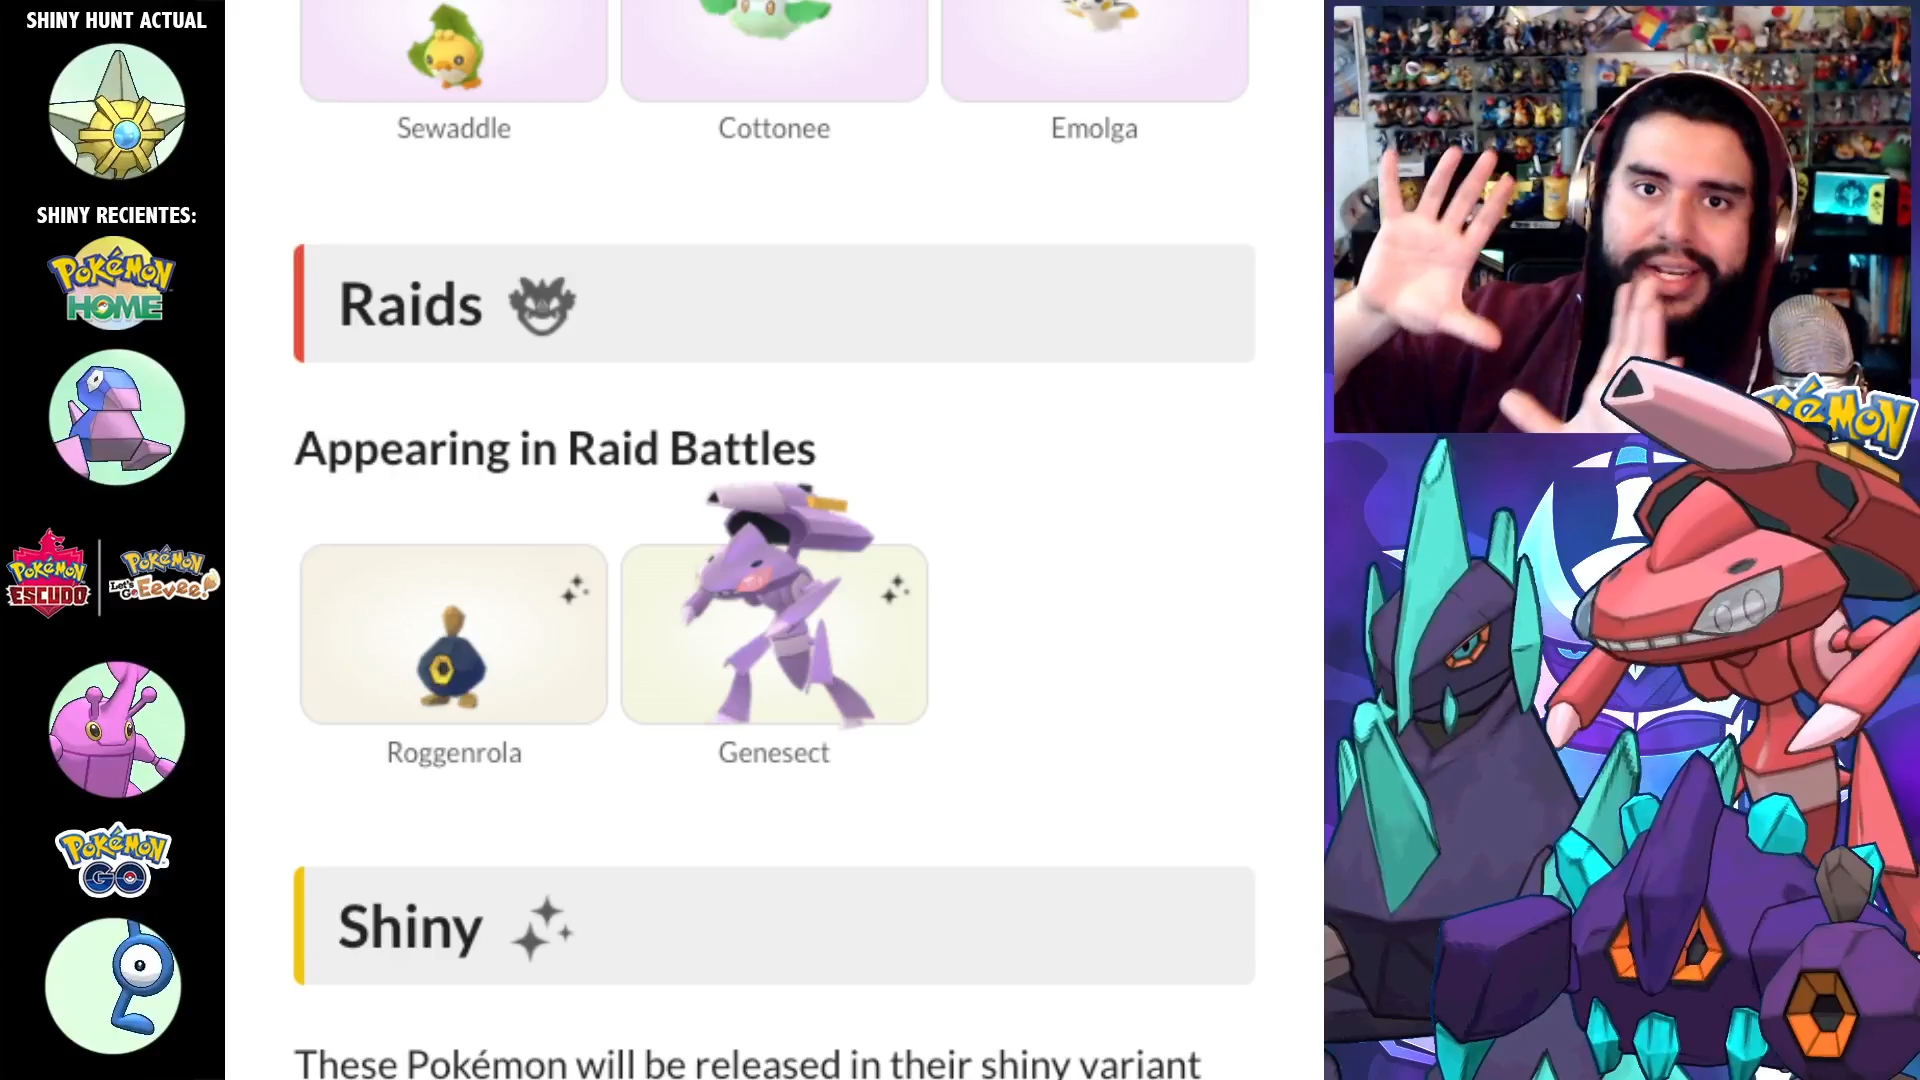 SHINY HUNT ACTUAL
SHINY RECIENTES:
POKÉMON
HOME
POKÉMON
ESCUDO
POKÉMON
Let's Go Eevee!
POKÉMON
GO
Sewaddle
Cottonee
Emolga
Raids
Appearing in Raid Battles
Roggenrola
Genesect
Shiny
These Pokémon will be released in their shiny variant
POKÉMON